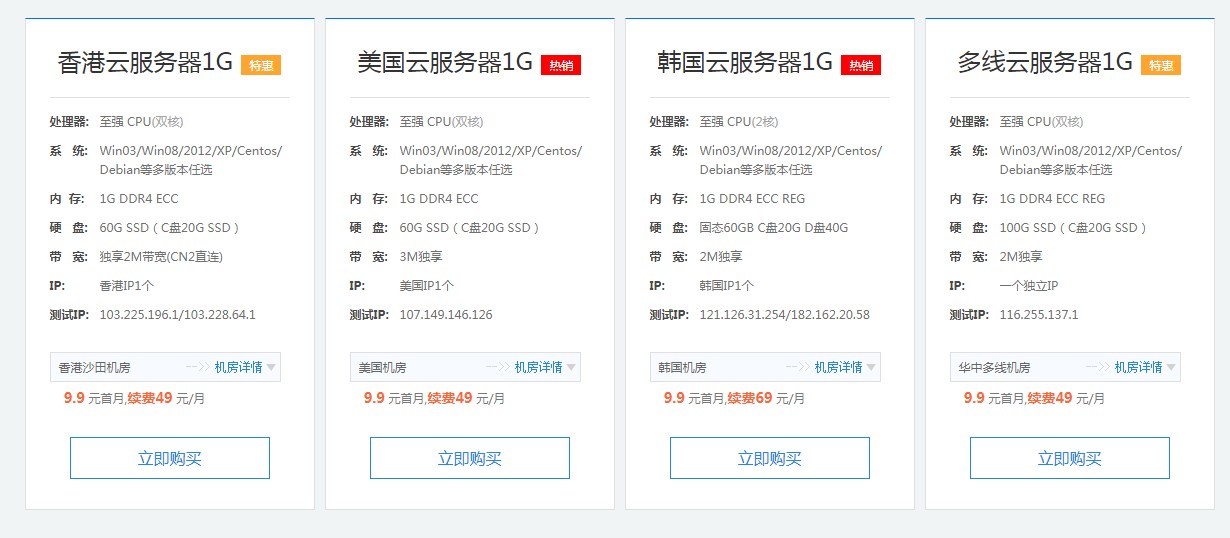 香港云服务器1G 特惠
处理器: 至强 CPU(双核)
系 统: Win03/Win08/2012/XP/Centos/
Debian等多版本任选
内 存: 1G DDR4 ECC
硬 盘: 60G SSD ( C盘20G SSD )
带 宽: 独享2M带宽(CN2直连)
IP: 香港IP1个
测试IP: 103.225.196.1/103.228.64.1
香港沙田机房 -->> 机房详情
9.9 元首月,续费49 元/月
立即购买
美国云服务器1G 热销
处理器: 至强 CPU(双核)
系 统: Win03/Win08/2012/XP/Centos/
Debian等多版本任选
内 存: 1G DDR4 ECC
硬 盘: 60G SSD ( C盘20G SSD )
带 宽: 3M独享
IP: 美国IP1个
测试IP: 107.149.146.126
美国机房 -->> 机房详情
9.9 元首月,续费49 元/月
立即购买
韩国云服务器1G 热销
处理器: 至强 CPU(2核)
系 统: Win03/Win08/2012/XP/Centos/
Debian等多版本任选
内 存: 1G DDR4 ECC REG
硬 盘: 固态60GB C盘20G D盘40G
带 宽: 2M独享
IP: 韩国IP1个
测试IP: 121.126.31.254/182.162.20.58
韩国机房 -->> 机房详情
9.9 元首月,续费69 元/月
立即购买
多线云服务器1G 特惠
处理器: 至强 CPU(双核)
系 统: Win03/Win08/2012/XP/Centos/
Debian等多版本任选
内 存: 1G DDR4 ECC REG
硬 盘: 100G SSD ( C盘20G SSD )
带 宽: 2M独享
IP: 一个独立IP
测试IP: 116.255.137.1
华中多线机房 -->> 机房详情
9.9 元首月,续费49 元/月
立即购买